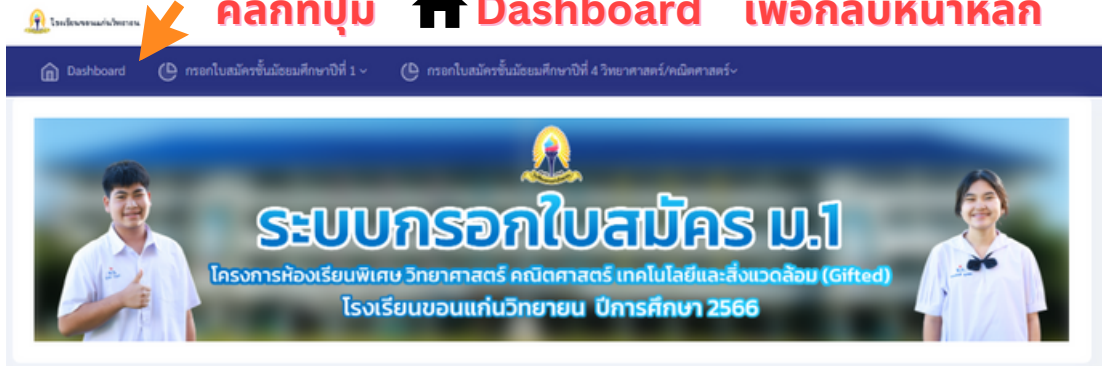 คลิกที่ปุ่ม Dashboard เพื่อกลับหน้าหลัก
โรงเรียนขอนแก่นวิทยายน
Dashboard กรอกใบสมัครชั้นมัธยมศึกษาปีที่ 1 กรอกใบสมัครชั้นมัธยมศึกษาปีที่ 4 วิทยาศาสตร์/คณิตศาสตร์
ระบบกรอกใบสมัคร ม.1
โครงการห้องเรียนพิเศษ วิทยาศาสตร์ คณิตศาสตร์ เทคโนโลยีและสิ่งแวดล้อม (Gifted)
โรงเรียนขอนแก่นวิทยายน ปีการศึกษา 2566